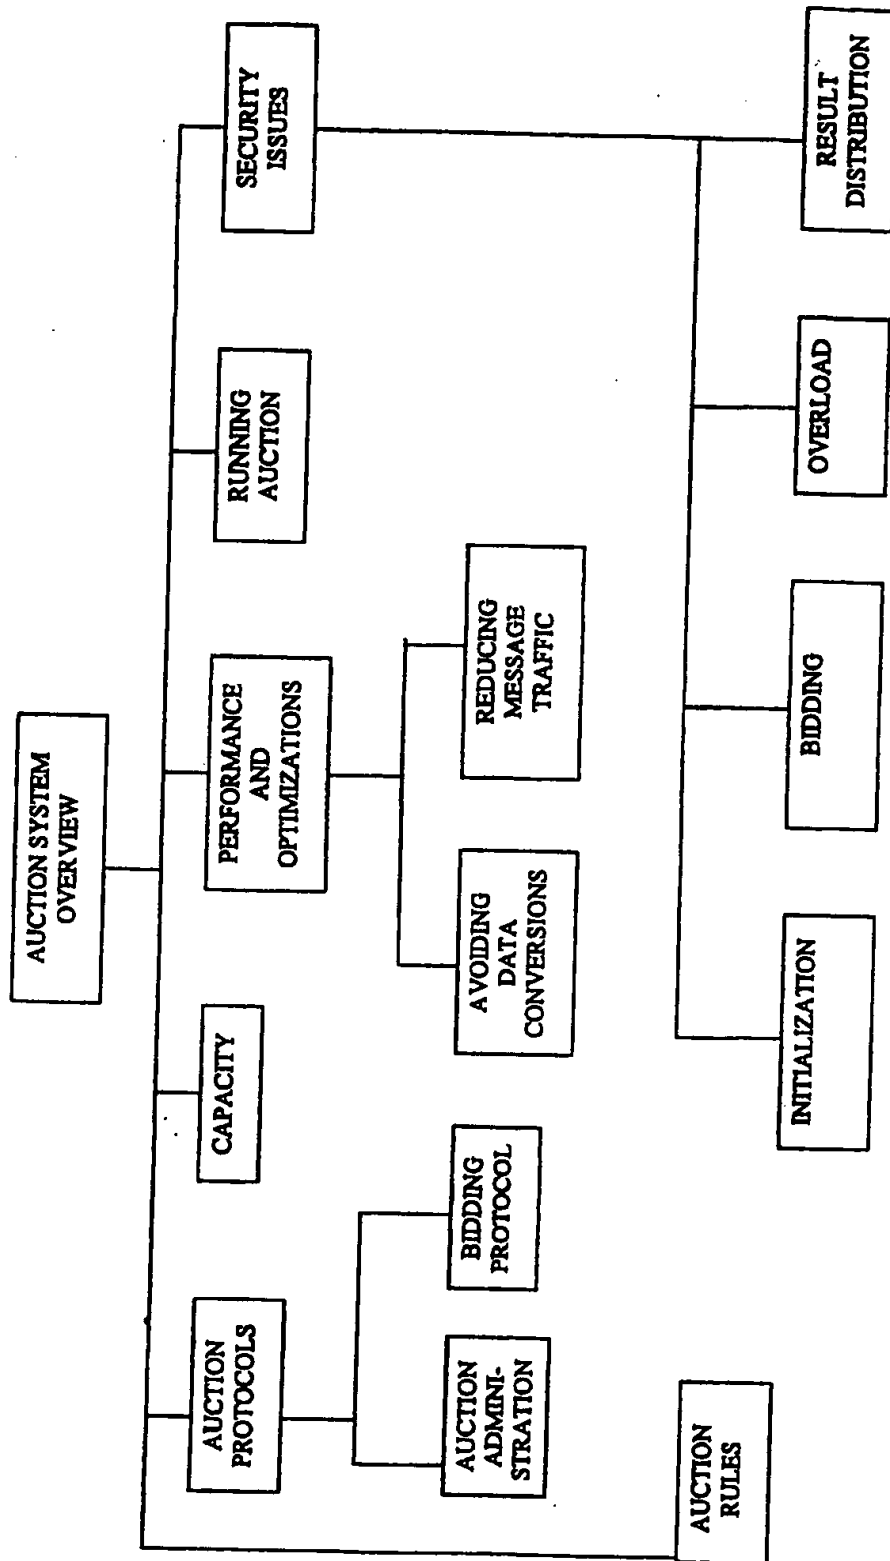 AUCTION SYSTEM
OVERVIEW
AUCTION
PROTOCOLS
CAPACITY
PERFORMANCE
AND
OPTIMIZATIONS
RUNNING
AUCTION
SECURITY
ISSUES
AUCTION
ADMINI-
STRATION
BIDDING
PROTOCOL
AVOIDING
DATA
CONVERSIONS
REDUCING
MESSAGE
TRAFFIC
AUCTION
RULES
INITIALIZATION
BIDDING
OVERLOAD
RESULT
DISTRIBUTION